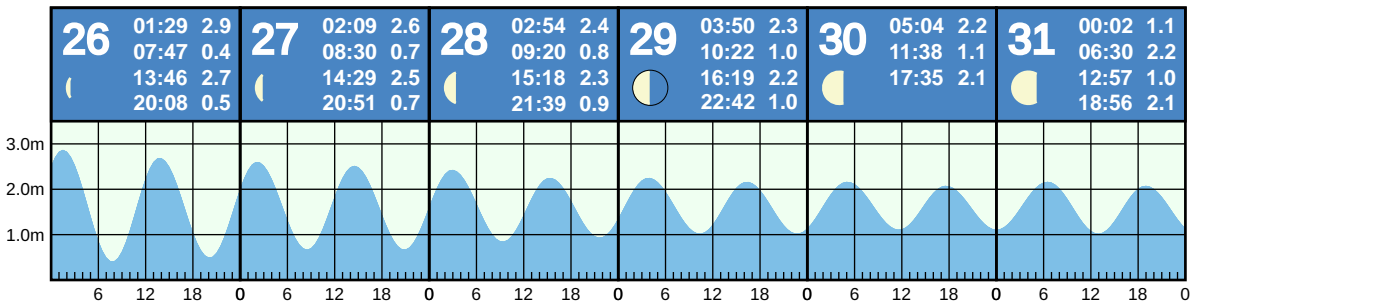 26 01:29 2.9 27 02:09 2.6 28 02:54 2.4 29 03:50 2.3 30 05:04 2.2 31 00:02 1.1
07:47 0.4 08:30 0.7 09:20 0.8 10:22 1.0 11:38 1.1 06:30 2.2
13:46 2.7 14:29 2.5 15:18 2.3 16:19 2.2 17:35 2.1 12:57 1.0
20:08 0.5 20:51 0.7 21:39 0.9 22:42 1.0 18:56 2.1
3.0m
2.0m
1.0m
6 12 18 0 6 12 18 0 6 12 18 0 6 12 18 0 6 12 18 0 6 12 18 0